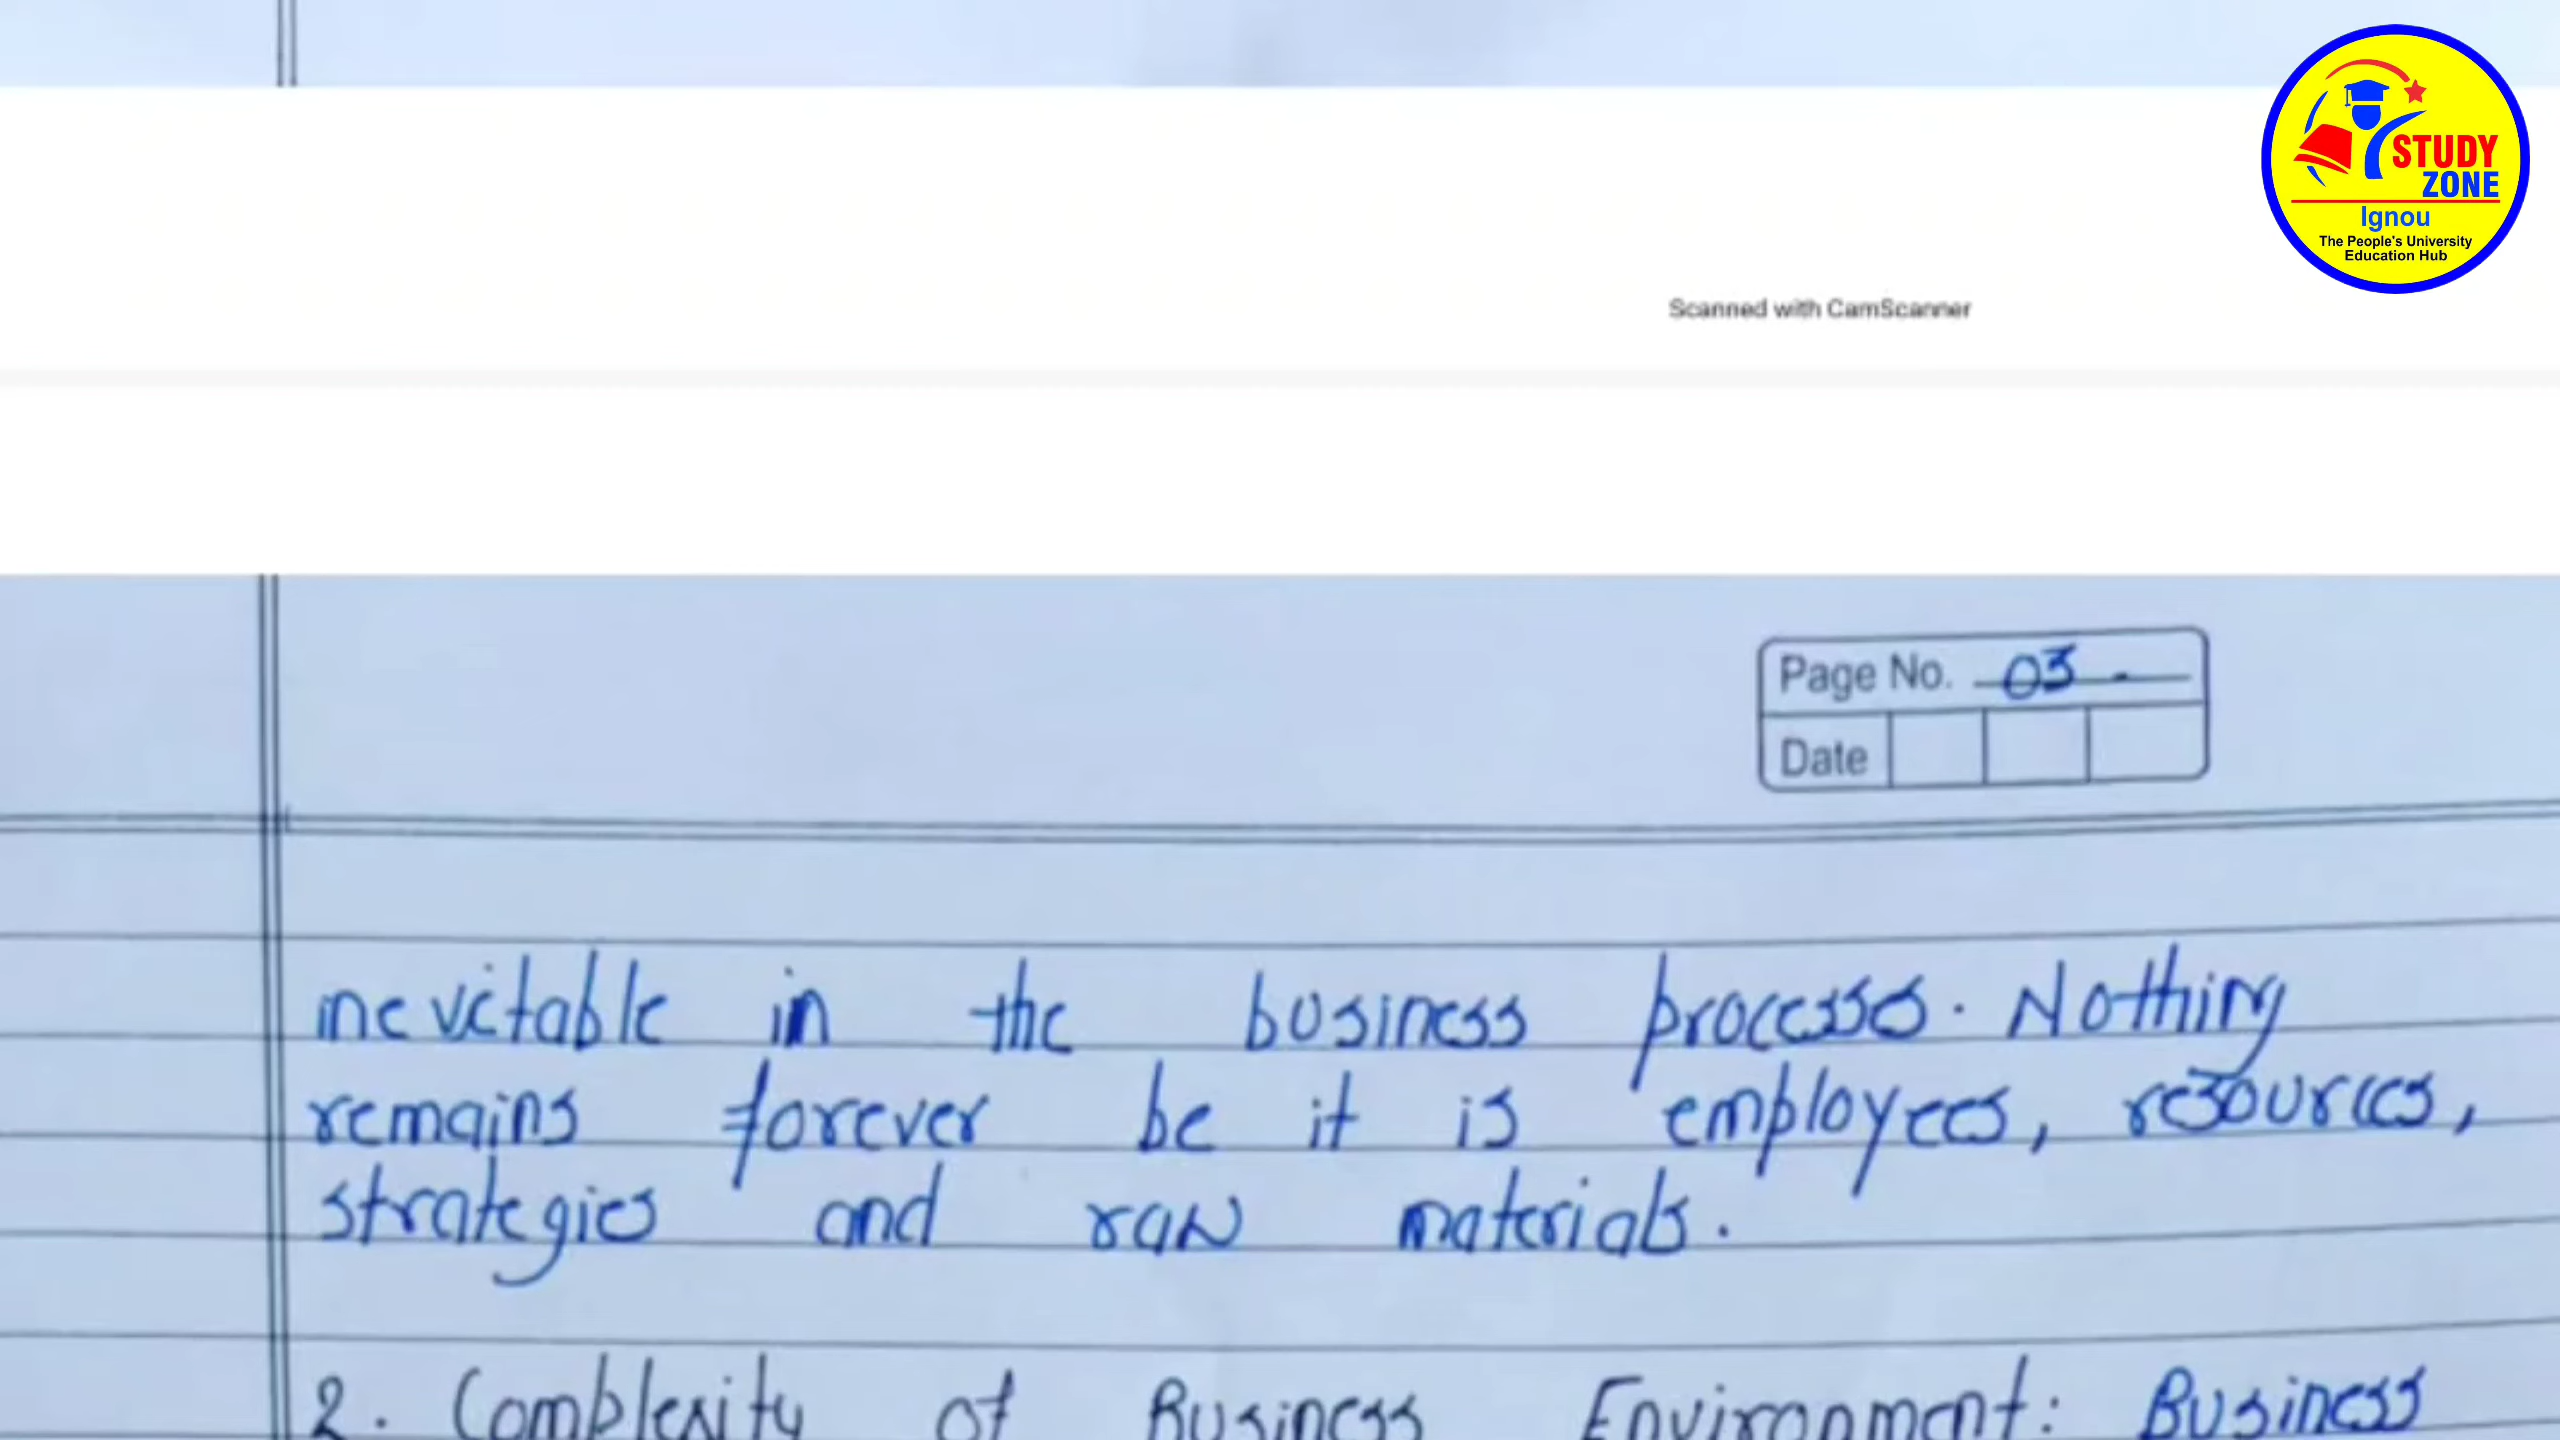 STUDY
ZONE
Ignou
The People's University
Education Hub
Scanned with CamScanner
Page No. 03
Date
inevitable in the business process. Nothing
remains forever be it is employees, resources,
strategies and raw materials.
2. Complexity of Business Environment: Business